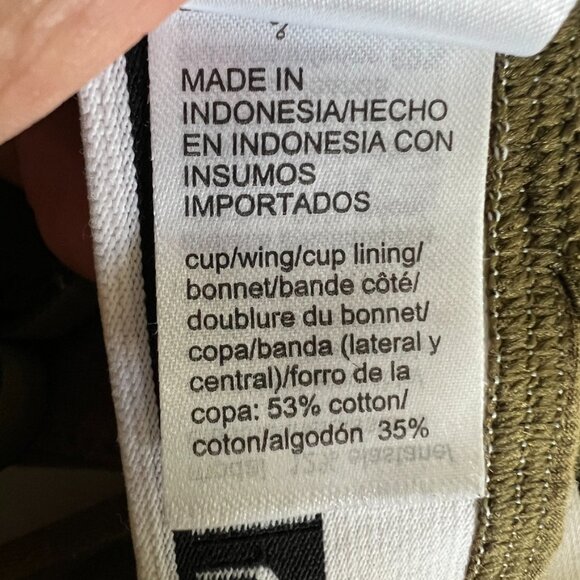 MADE IN
INDONESIA/HECHO
EN INDONESIA CON
INSUMOS
IMPORTADOS
cup/wing/cup lining/
bonnet/bande côté/
doublure du bonnet/
copa/banda (lateral y
central)/forro de la
copa: 53% cotton/
coton/algodón 35%